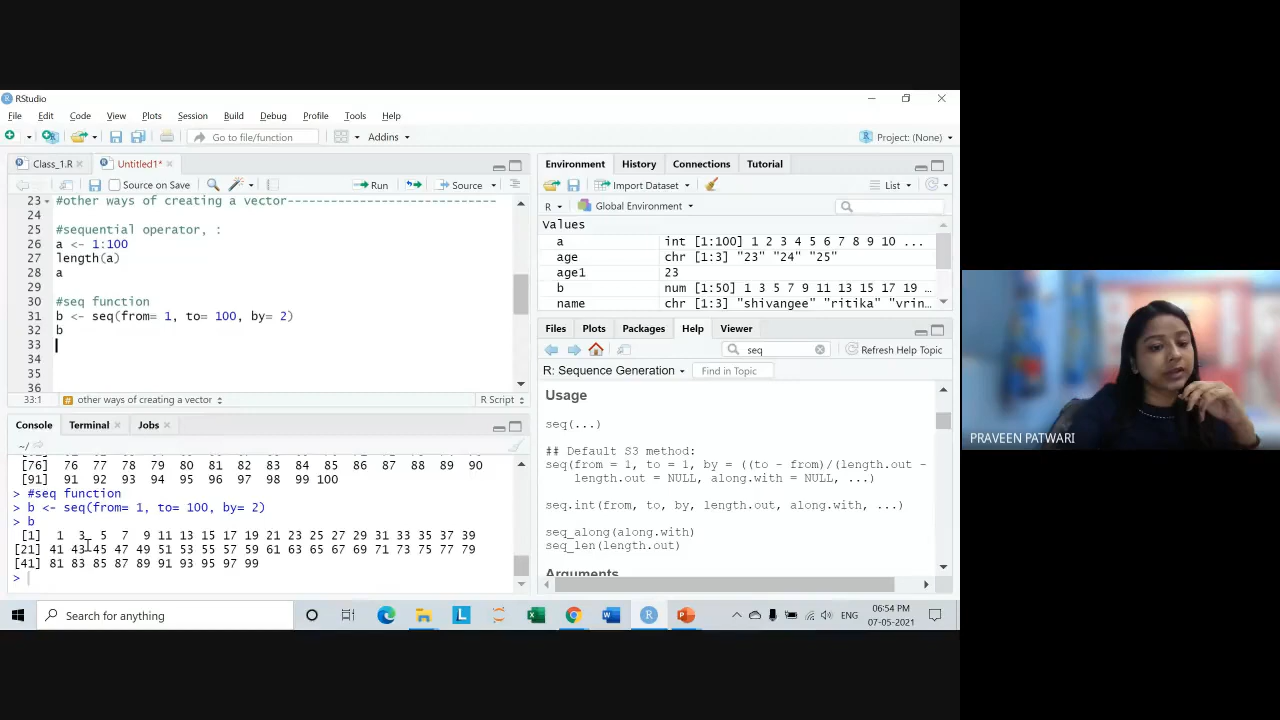 RStudio
File Edit Code View Plots Session Build Debug Profile Tools Help
Go to file/function
Addins
Project: (None)
Class_1.R
Untitled1*
Source on Save
Run
Source
23 #other ways of creating a vector-----------------------------
24
25 #sequential operator, :
26 a <- 1:100
27 length(a)
28 a
29
30 #seq function
31 b <- seq(from= 1, to= 100, by= 2)
32 b
33
34
35
36
33:1 other ways of creating a vector R Script
Console Terminal Jobs
~/
[76] 76 77 78 79 80 81 82 83 84 85 86 87 88 89 90
[91] 91 92 93 94 95 96 97 98 99 100
> #seq function
> b <- seq(from= 1, to= 100, by= 2)
> b
[1] 1 3 5 7 9 11 13 15 17 19 21 23 25 27 29 31 33 35 37 39
[21] 41 43 45 47 49 51 53 55 57 59 61 63 65 67 69 71 73 75 77 79
[41] 81 83 85 87 89 91 93 95 97 99
>
Environment History Connections Tutorial
Import Dataset
List
R Global Environment
Values
a int [1:100] 1 2 3 4 5 6 7 8 9 10 ...
age chr [1:3] "23" "24" "25"
age1 23
b num [1:50] 1 3 5 7 9 11 13 15 17 19 ...
name chr [1:3] "shivangee" "ritika" "vrin...
Files Plots Packages Help Viewer
seq
Refresh Help Topic
R: Sequence Generation
Find in Topic
Usage
seq(...)
## Default S3 method:
seq(from = 1, to = 1, by = ((to - from)/(length.out -
length.out = NULL, along.with = NULL, ...)
seq.int(from, to, by, length.out, along.with, ...)
seq_along(along.with)
seq_len(length.out)
Arguments
Search for anything
ENG
06:54 PM
07-05-2021
PRAVEEN PATWARI